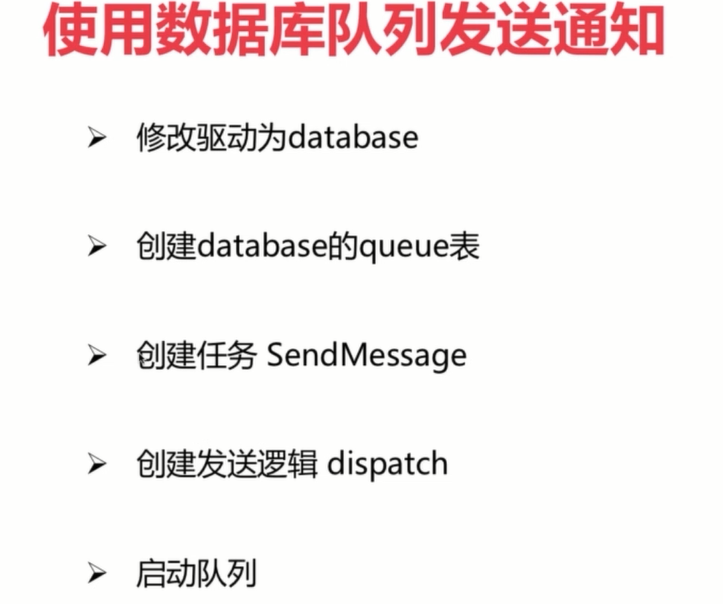 使用数据库队列发送通知
修改驱动为database
创建database的queue表
创建任务 SendMessage
创建发送逻辑 dispatch
启动队列